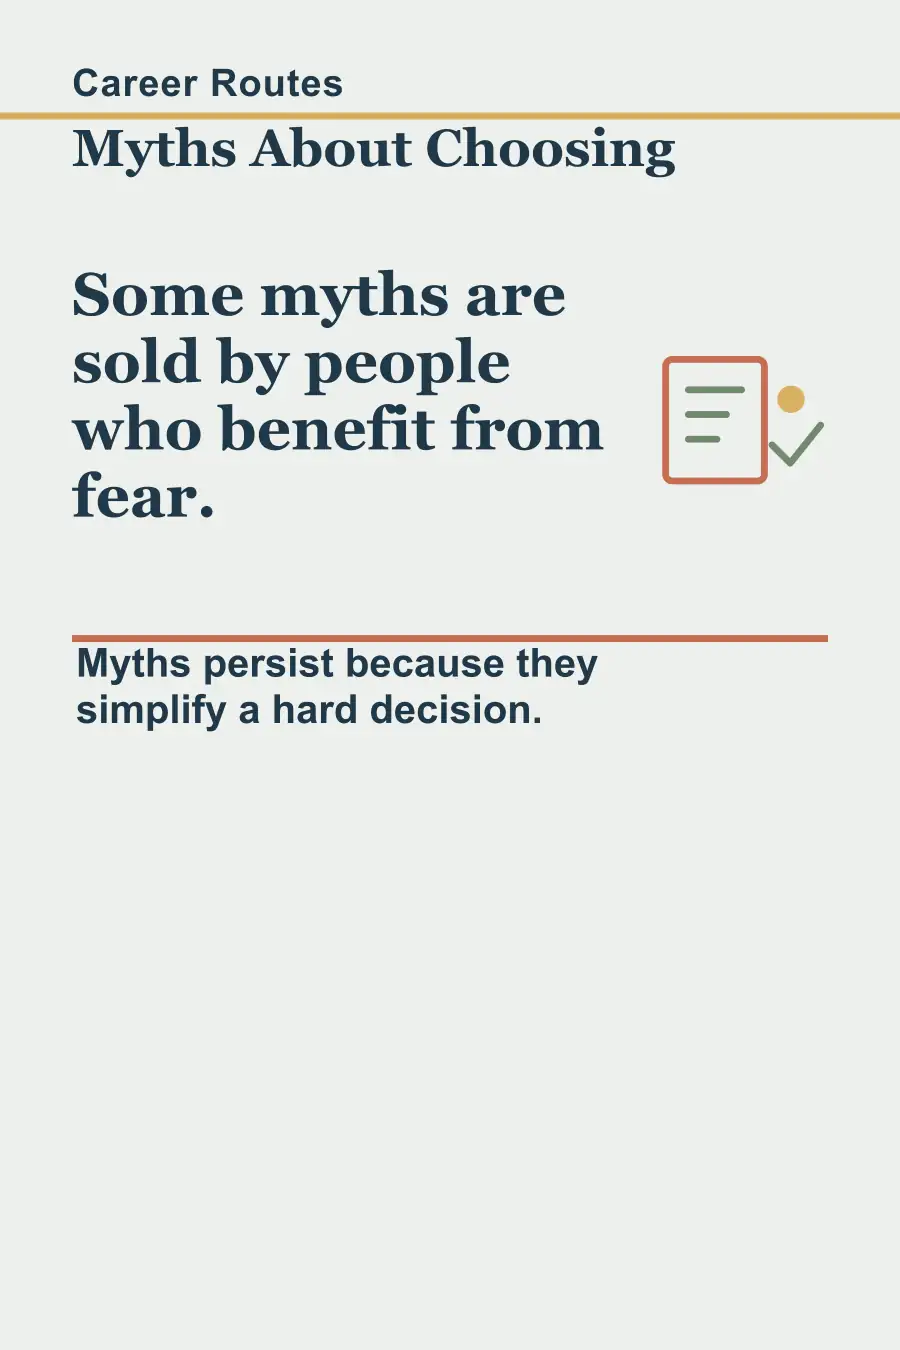 Career Routes
Myths About Choosing
Some myths are
sold by people
who benefit from
fear.
Myths persist because they
simplify a hard decision.